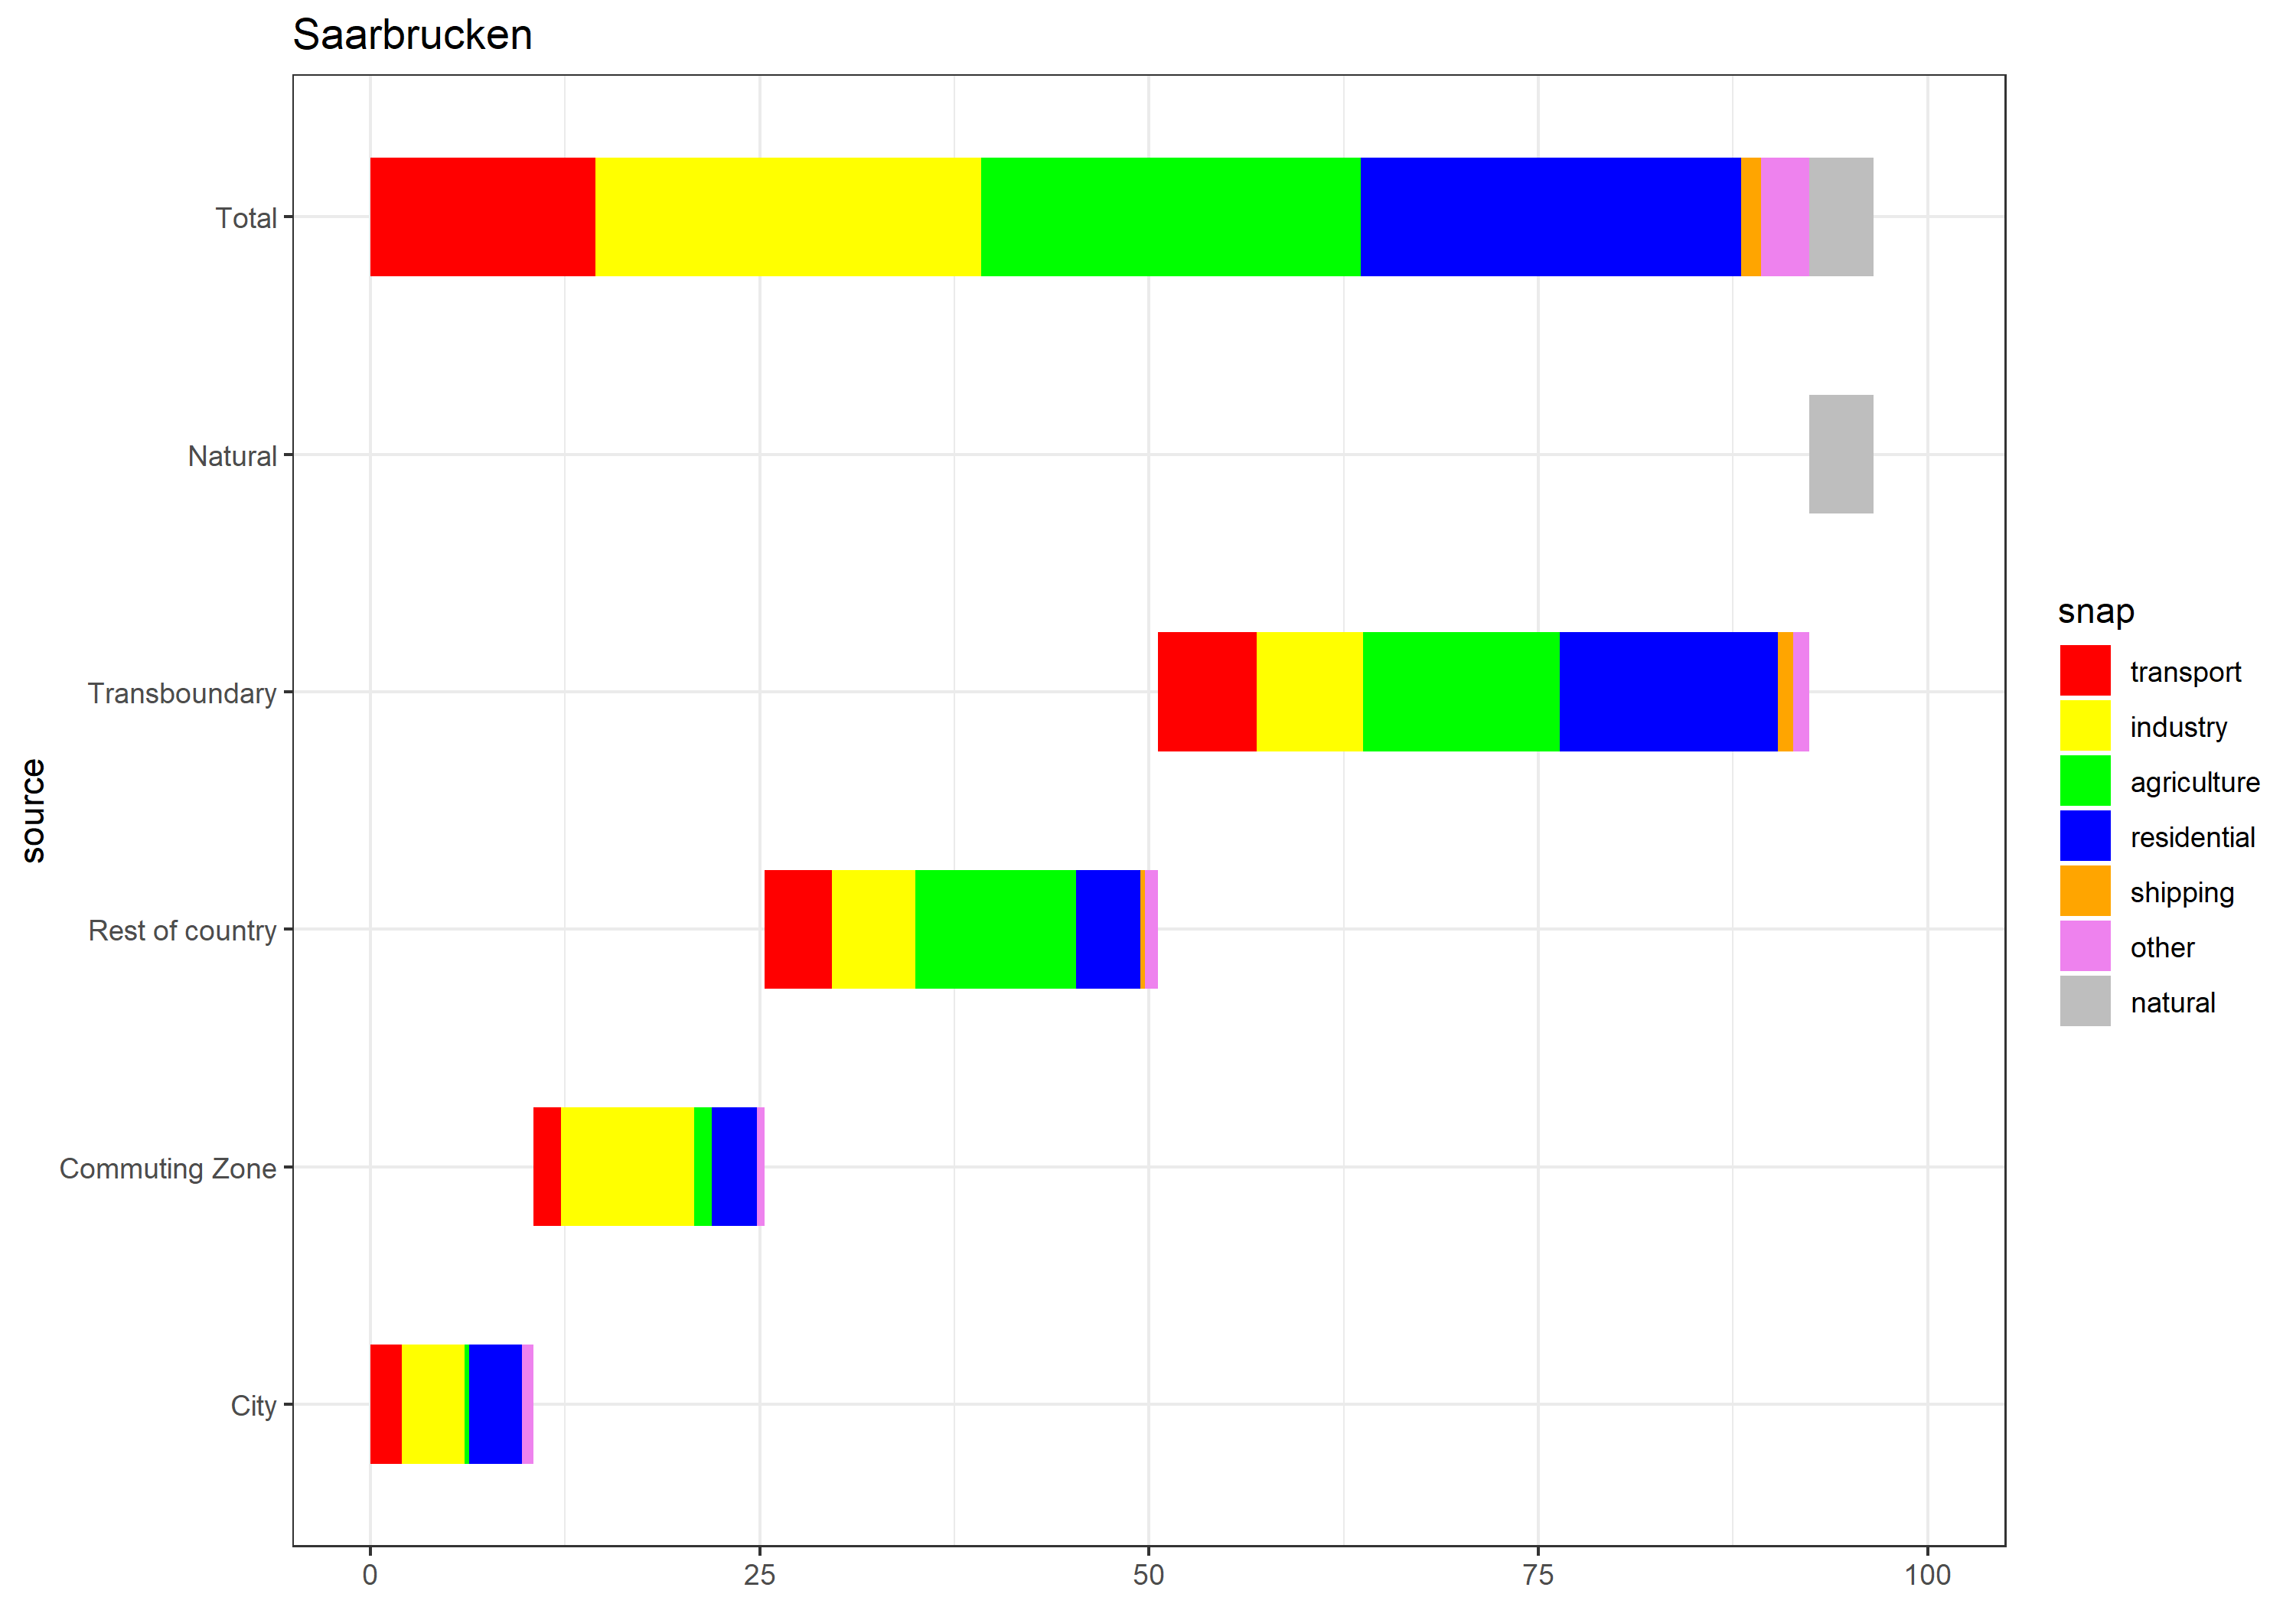 Saarbrucken
Total
Natural
Transboundary
Rest of country
Commuting Zone
City
source
0 25 50 75 100
snap
transport
industry
agriculture
residential
shipping
other
natural